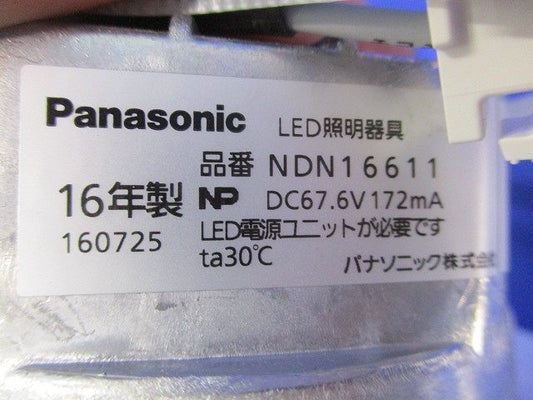 Panasonic LED照明器具
品番 NDN16611
16年製 NP DC67.6V 172mA
160725 LED電源ユニットが必要です
ta30℃ パナソニック株式会社